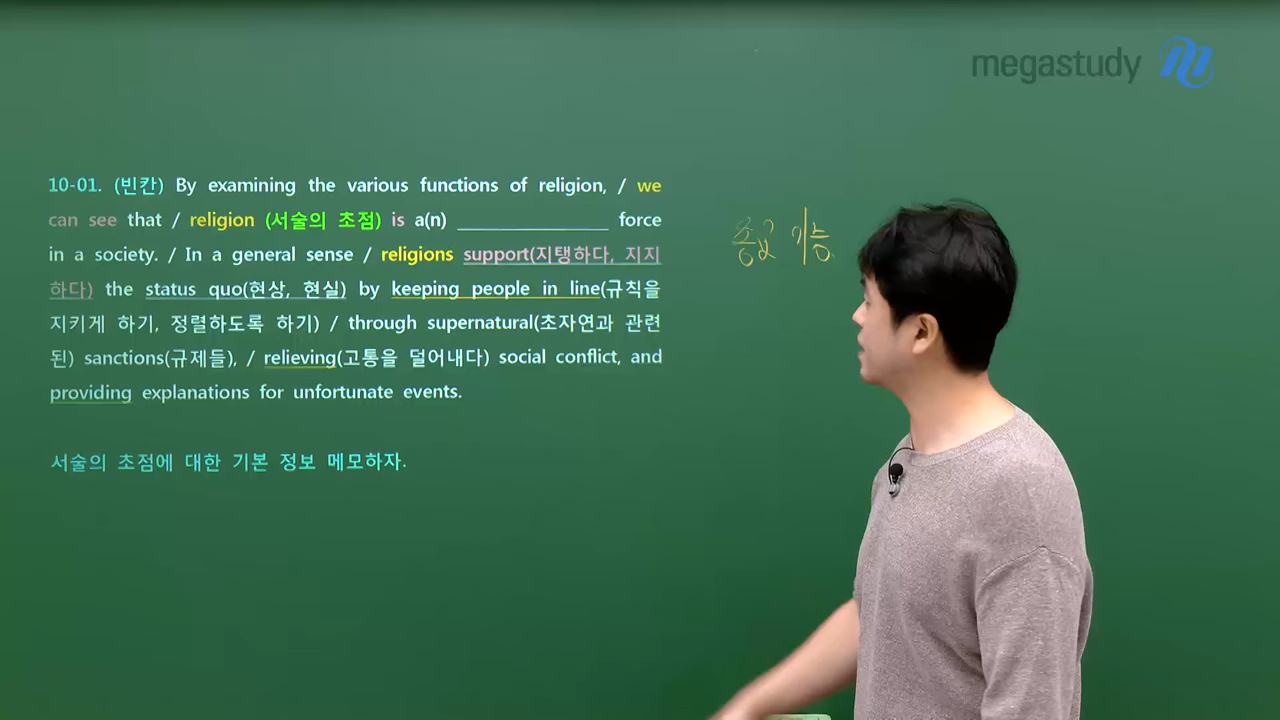 megastudy
10-01. (빈칸) By examining the various functions of religion, / we
can see that / religion (서술의 초점) is a(n) ________________ force
in a society. / In a general sense / religions support(지탱하다, 지지
하다) the status quo(현상, 현실) by keeping people in line(규칙을
지키게 하기, 정렬하도록 하기) / through supernatural(초자연과 관련
된) sanctions(규제들), / relieving(고통을 덜어내다) social conflict, and
providing explanations for unfortunate events.
종교 기능
서술의 초점에 대한 기본 정보 메모하자.